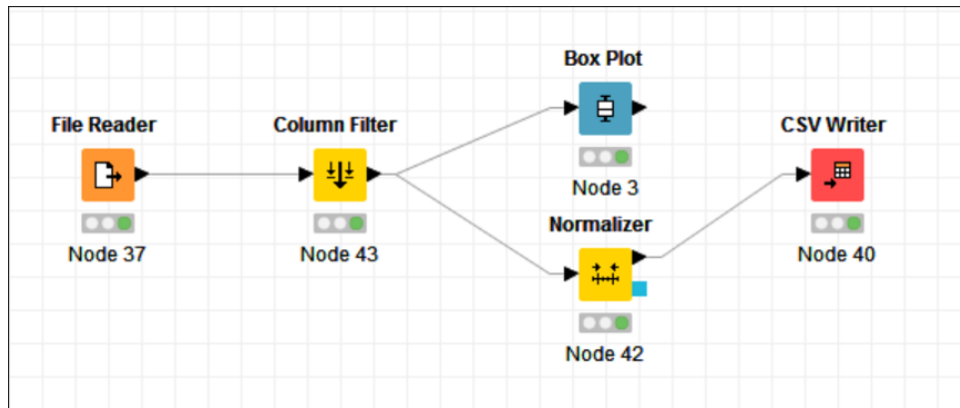 Box Plot
File Reader
Column Filter
CSV Writer
Node 3
Normalizer
Node 37
Node 43
Node 40
Node 42